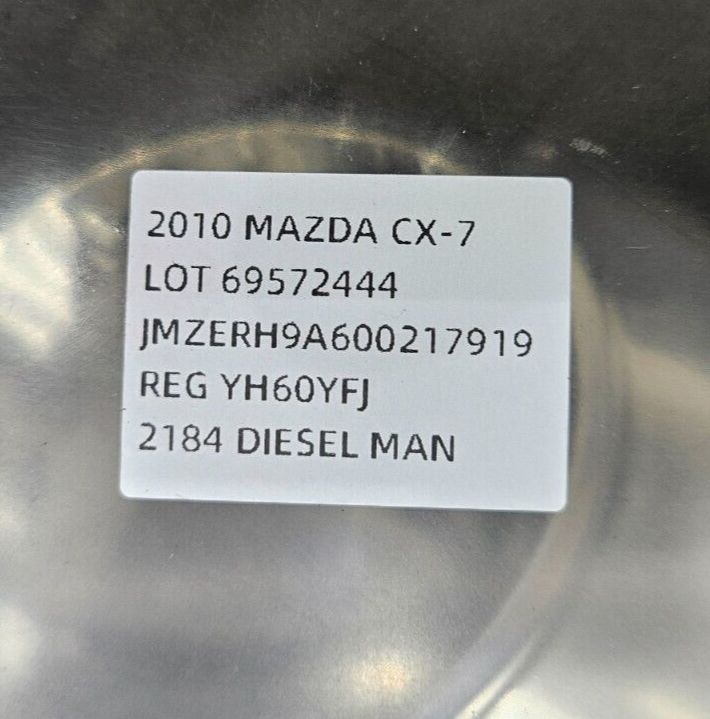 2010 MAZDA CX-7
LOT 69572444
JMZERH9A600217919
REG YH60YFJ
2184 DIESEL MAN